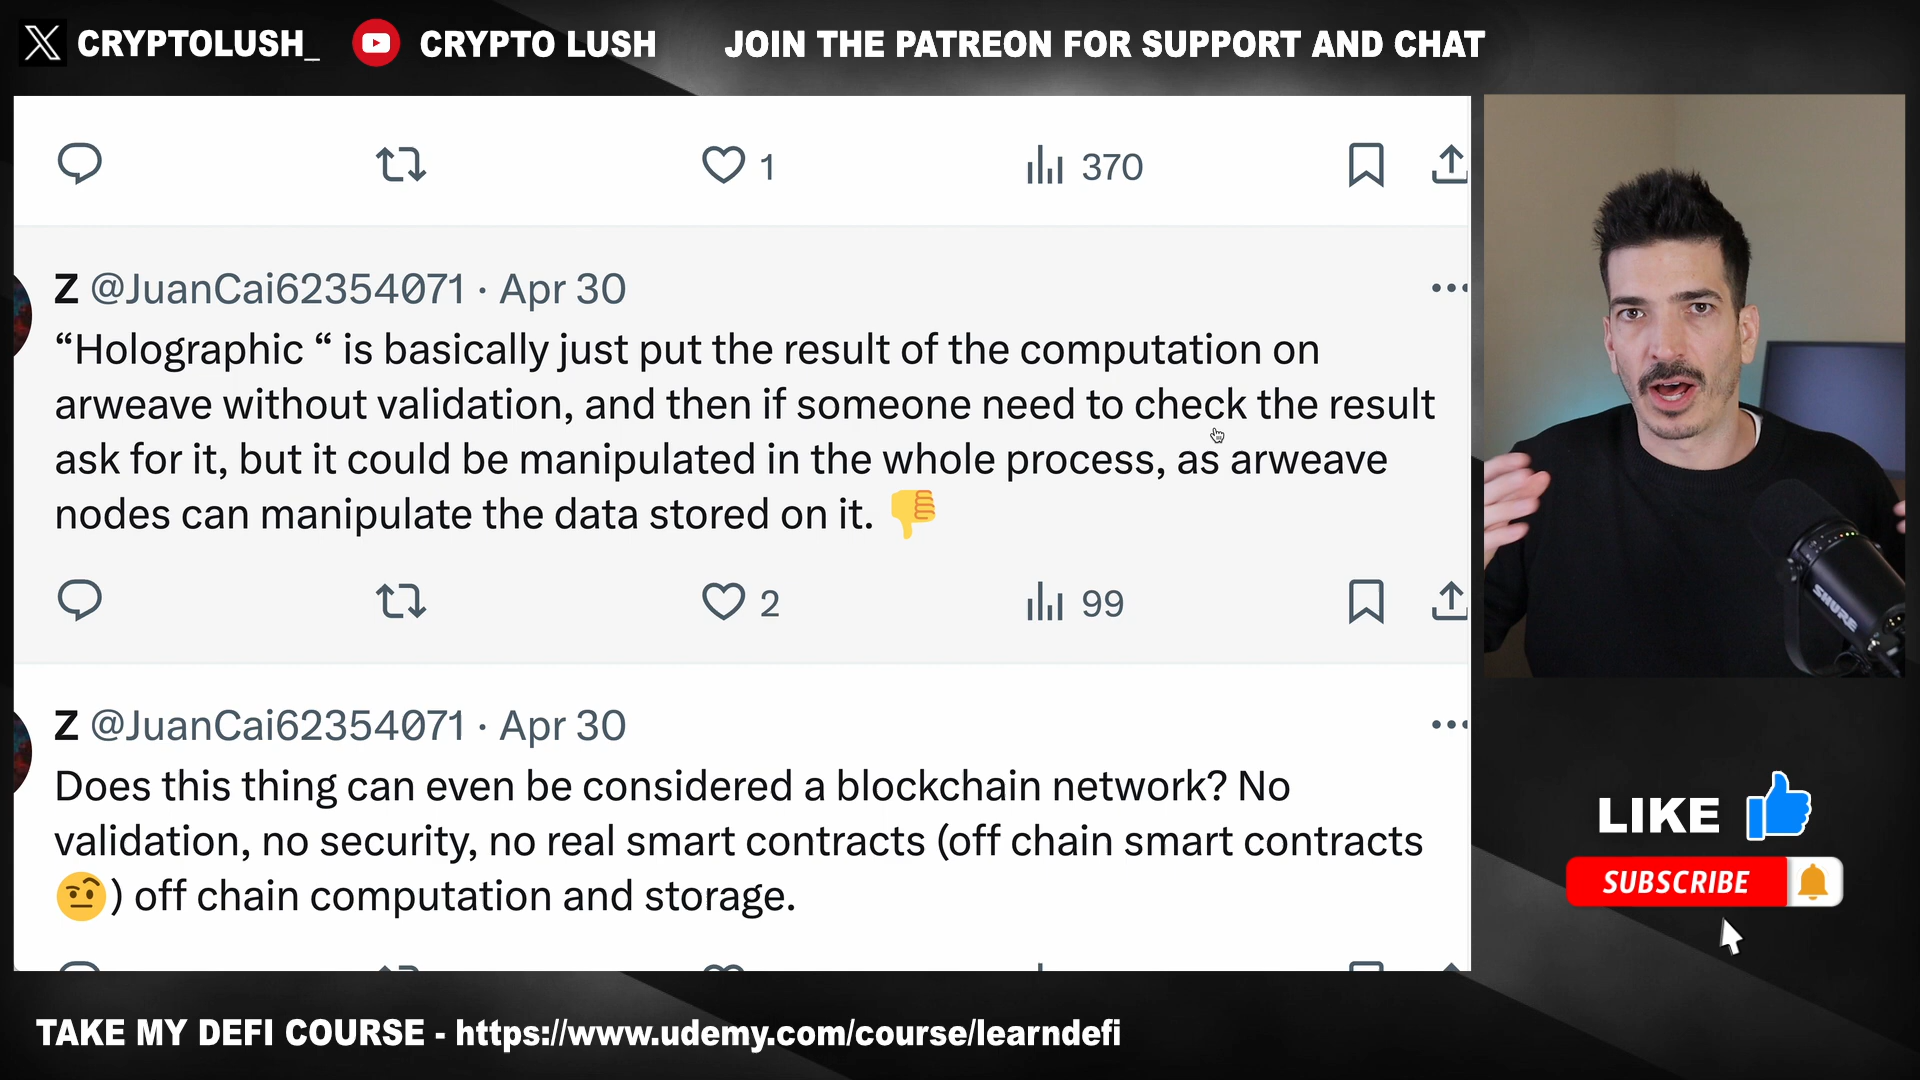 CRYPTOLUSH_ CRYPTO LUSH JOIN THE PATREON FOR SUPPORT AND CHAT
1 370
Z @JuanCai62354071 · Apr 30
“Holographic “ is basically just put the result of the computation on
arweave without validation, and then if someone need to check the result
ask for it, but it could be manipulated in the whole process, as arweave
nodes can manipulate the data stored on it. 👎
2 99
Z @JuanCai62354071 · Apr 30
Does this thing can even be considered a blockchain network? No
validation, no security, no real smart contracts (off chain smart contracts
🤨) off chain computation and storage.
SHURE
LIKE
SUBSCRIBE
TAKE MY DEFI COURSE - https://www.udemy.com/course/learndefi